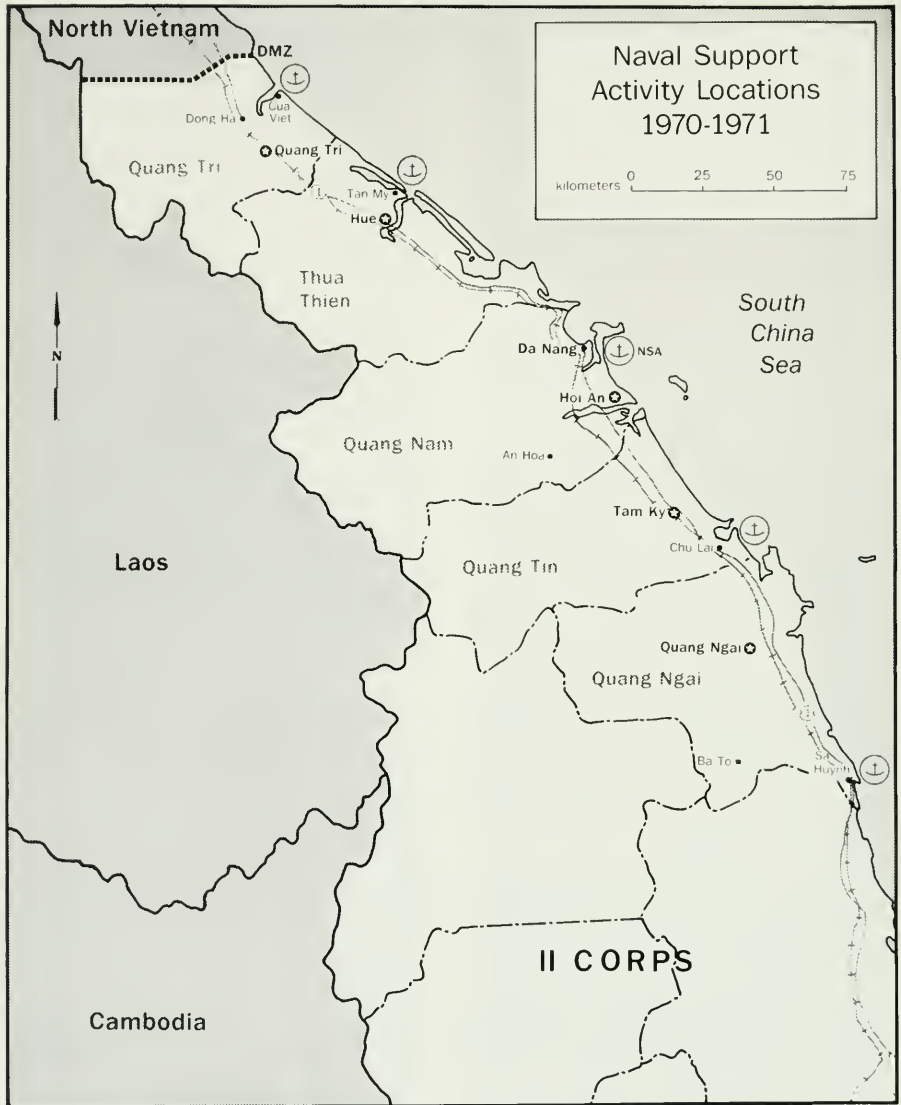 North Vietnam
DMZ
Naval Support
Activity Locations
1970-1971
kilometers 0 25 50 75
Cua
Viet
Dong Ha
Quang Tri
Quang Tri
Tan My
Hue
Thua
Thien
N
South
China
Sea
Da Nang
NSA
Hoi An
Quang Nam
An Hoa
Tam Ky
Chu Lai
Laos
Quang Tin
Quang Ngai
Quang Ngai
Ba To
Sa
Huynh
II CORPS
Cambodia